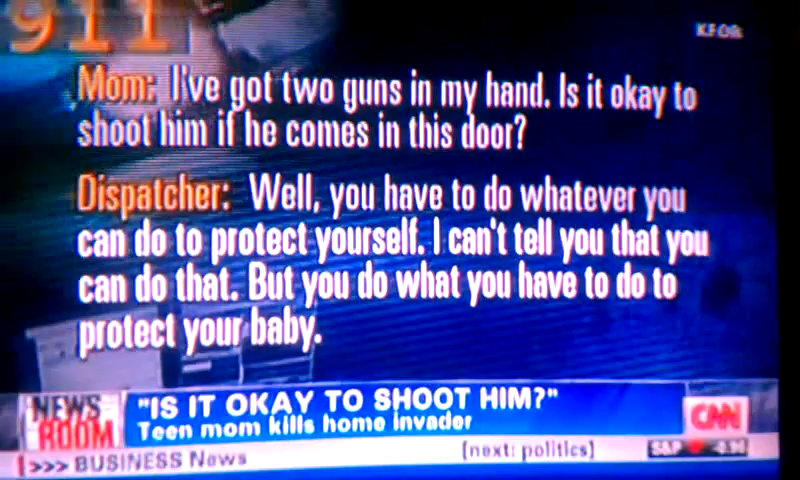 911
KFOR
Mom: I've got two guns in my hand. Is it okay to
shoot him if he comes in this door?
Dispatcher: Well, you have to do whatever you
can do to protect yourself. I can't tell you that you
can do that. But you do what you have to do to
protect your baby.
NEWS
ROOM
"IS IT OKAY TO SHOOT HIM?"
Teen mom kills home invader
CNN
>>> BUSINESS News
[next: politics]
S&P